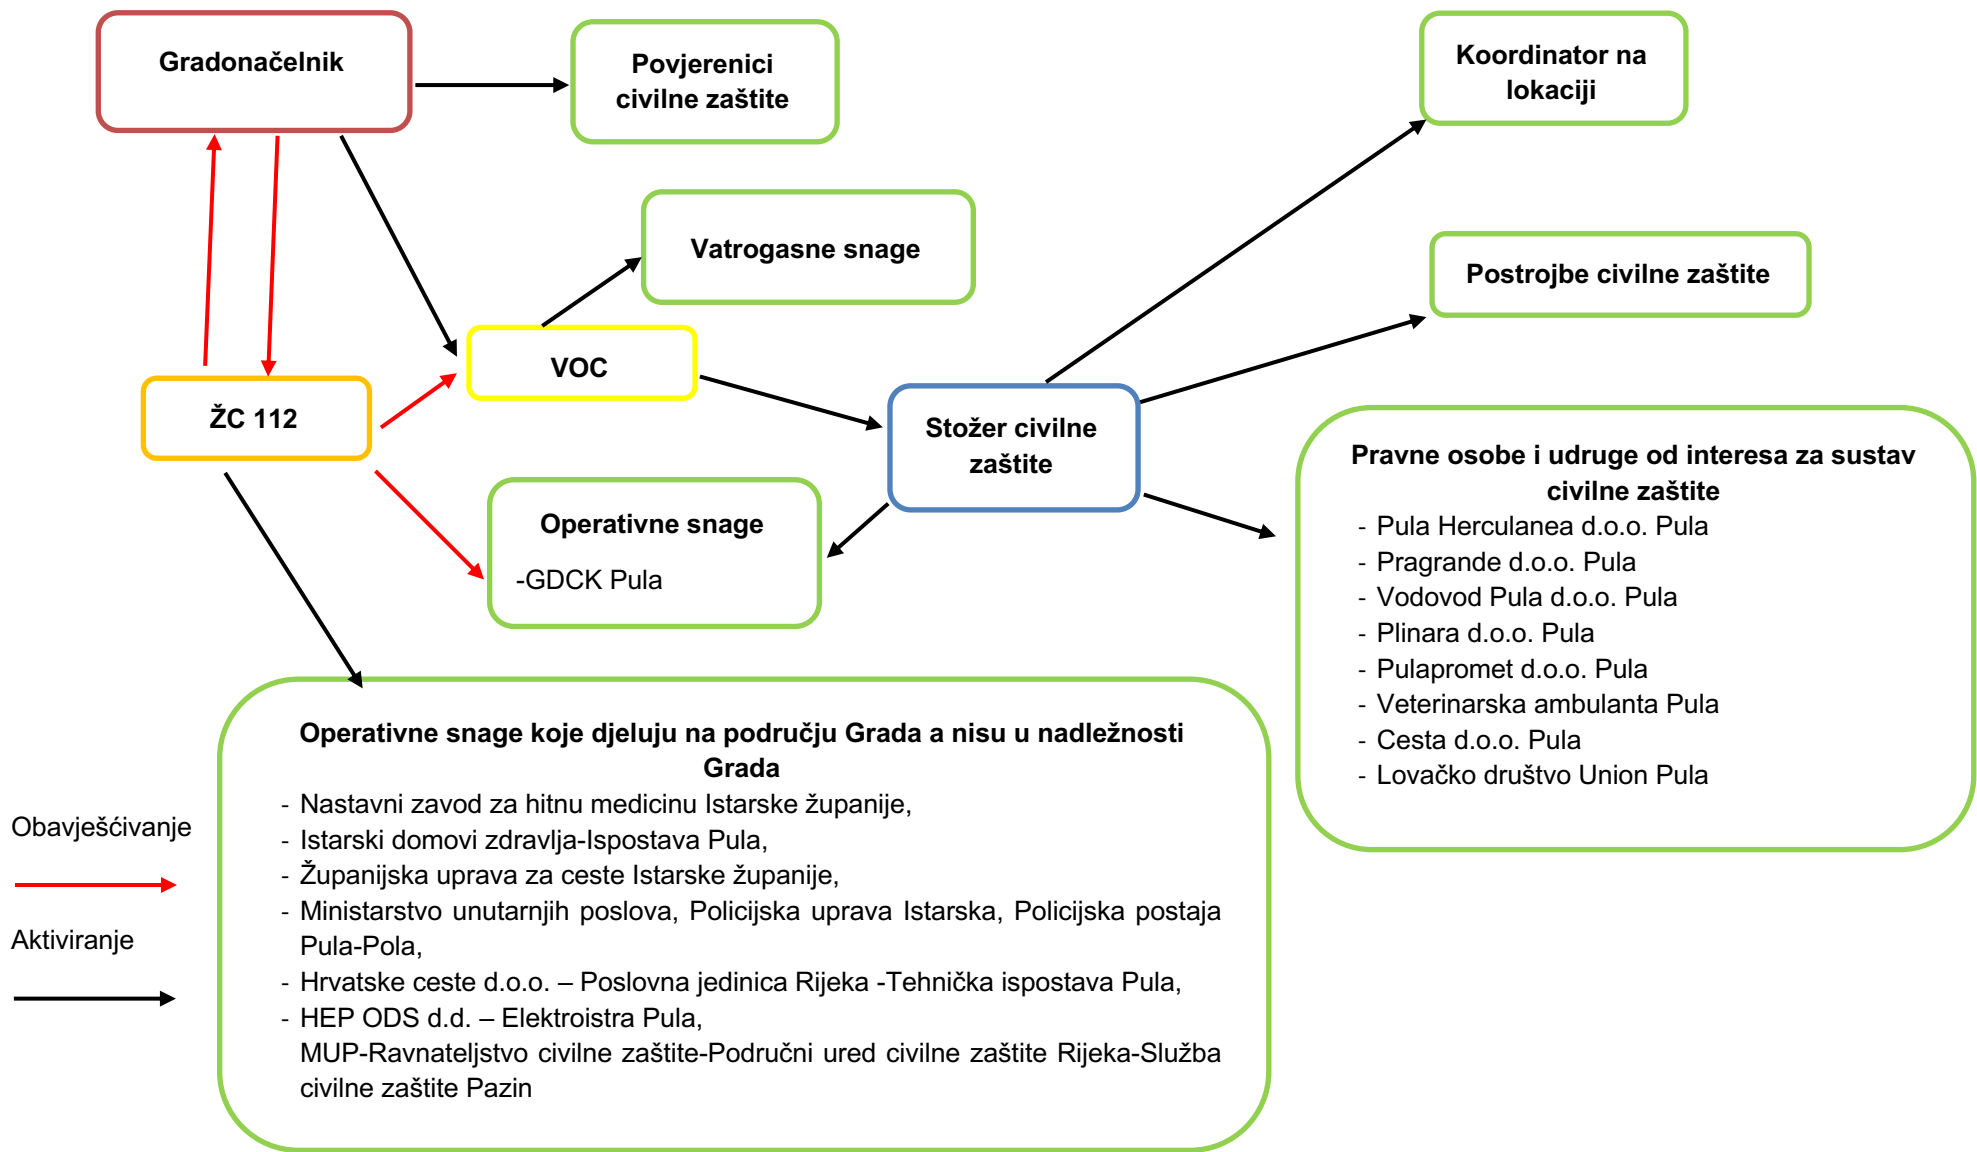 Gradonačelnik
Povjerenici
civilne zaštite
Koordinator na
lokaciji
Vatrogasne snage
Postrojbe civilne zaštite
VOC
ŽC 112
Stožer civilne
zaštite
Operativne snage
-GDCK Pula
Pravne osobe i udruge od interesa za sustav
civilne zaštite
- Pula Herculanea d.o.o. Pula
- Pragrande d.o.o. Pula
- Vodovod Pula d.o.o. Pula
- Plinara d.o.o. Pula
- Pulapromet d.o.o. Pula
- Veterinarska ambulanta Pula
- Cesta d.o.o. Pula
- Lovačko društvo Union Pula
Operativne snage koje djeluju na području Grada a nisu u nadležnosti
Grada
- Nastavni zavod za hitnu medicinu Istarske županije,
- Istarski domovi zdravlja-Ispostava Pula,
- Županijska uprava za ceste Istarske županije,
- Ministarstvo unutarnjih poslova, Policijska uprava Istarska, Policijska postaja
Pula-Pola,
- Hrvatske ceste d.o.o. – Poslovna jedinica Rijeka -Tehnička ispostava Pula,
- HEP ODS d.d. – Elektroistra Pula,
MUP-Ravnateljstvo civilne zaštite-Područni ured civilne zaštite Rijeka-Služba
civilne zaštite Pazin
Obavješćivanje
Aktiviranje